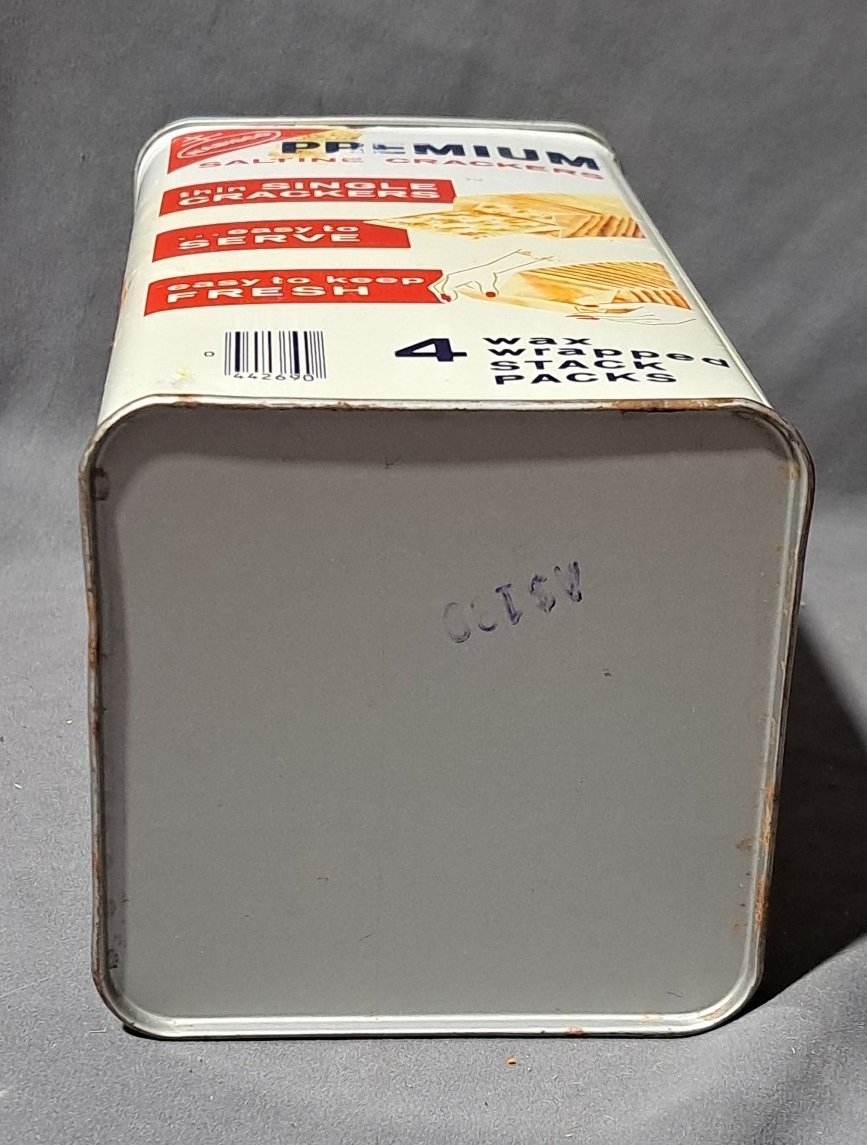 PREMIUM
SALTINE CRACKERS
thin SINGLE
CRACKERS
...easy to
SERVE
easy to keep
FRESH
0
442690
4 wax
wrapped
STACK
PACKS